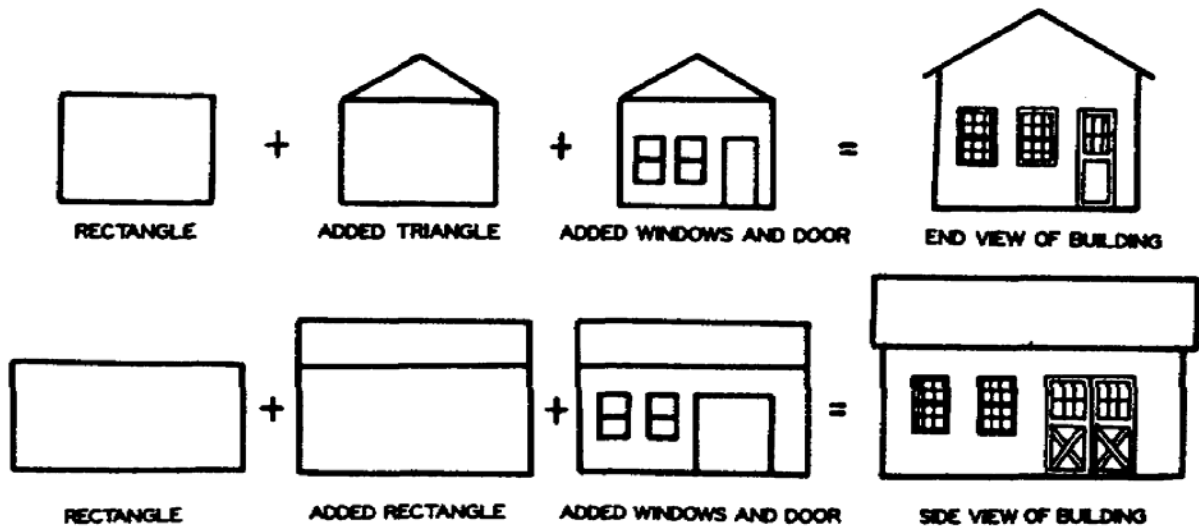 + + =
RECTANGLE ADDED TRIANGLE ADDED WINDOWS AND DOOR END VIEW OF BUILDING
+ + =
RECTANGLE ADDED RECTANGLE ADDED WINDOWS AND DOOR SIDE VIEW OF BUILDING